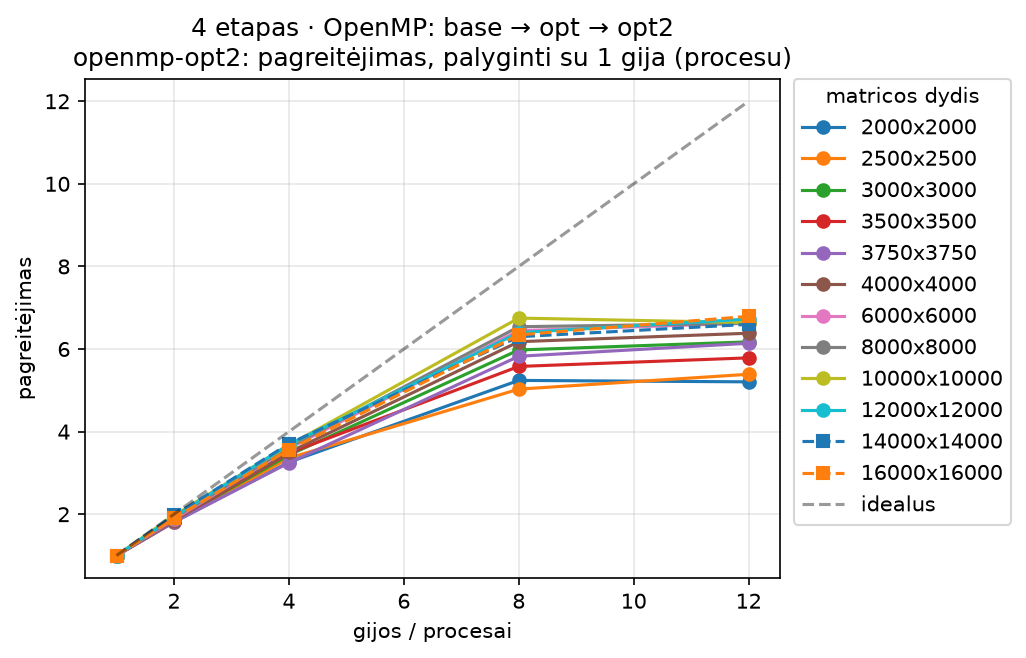 4 etapas · OpenMP: base → opt → opt2
openmp-opt2: pagreitėjimas, palyginti su 1 gija (procesu)
12
10
8
6
4
2
pagreitėjimas
2 4 6 8 10 12
gijos / procesai
matricos dydis
2000x2000
2500x2500
3000x3000
3500x3500
3750x3750
4000x4000
6000x6000
8000x8000
10000x10000
12000x12000
14000x14000
16000x16000
idealus